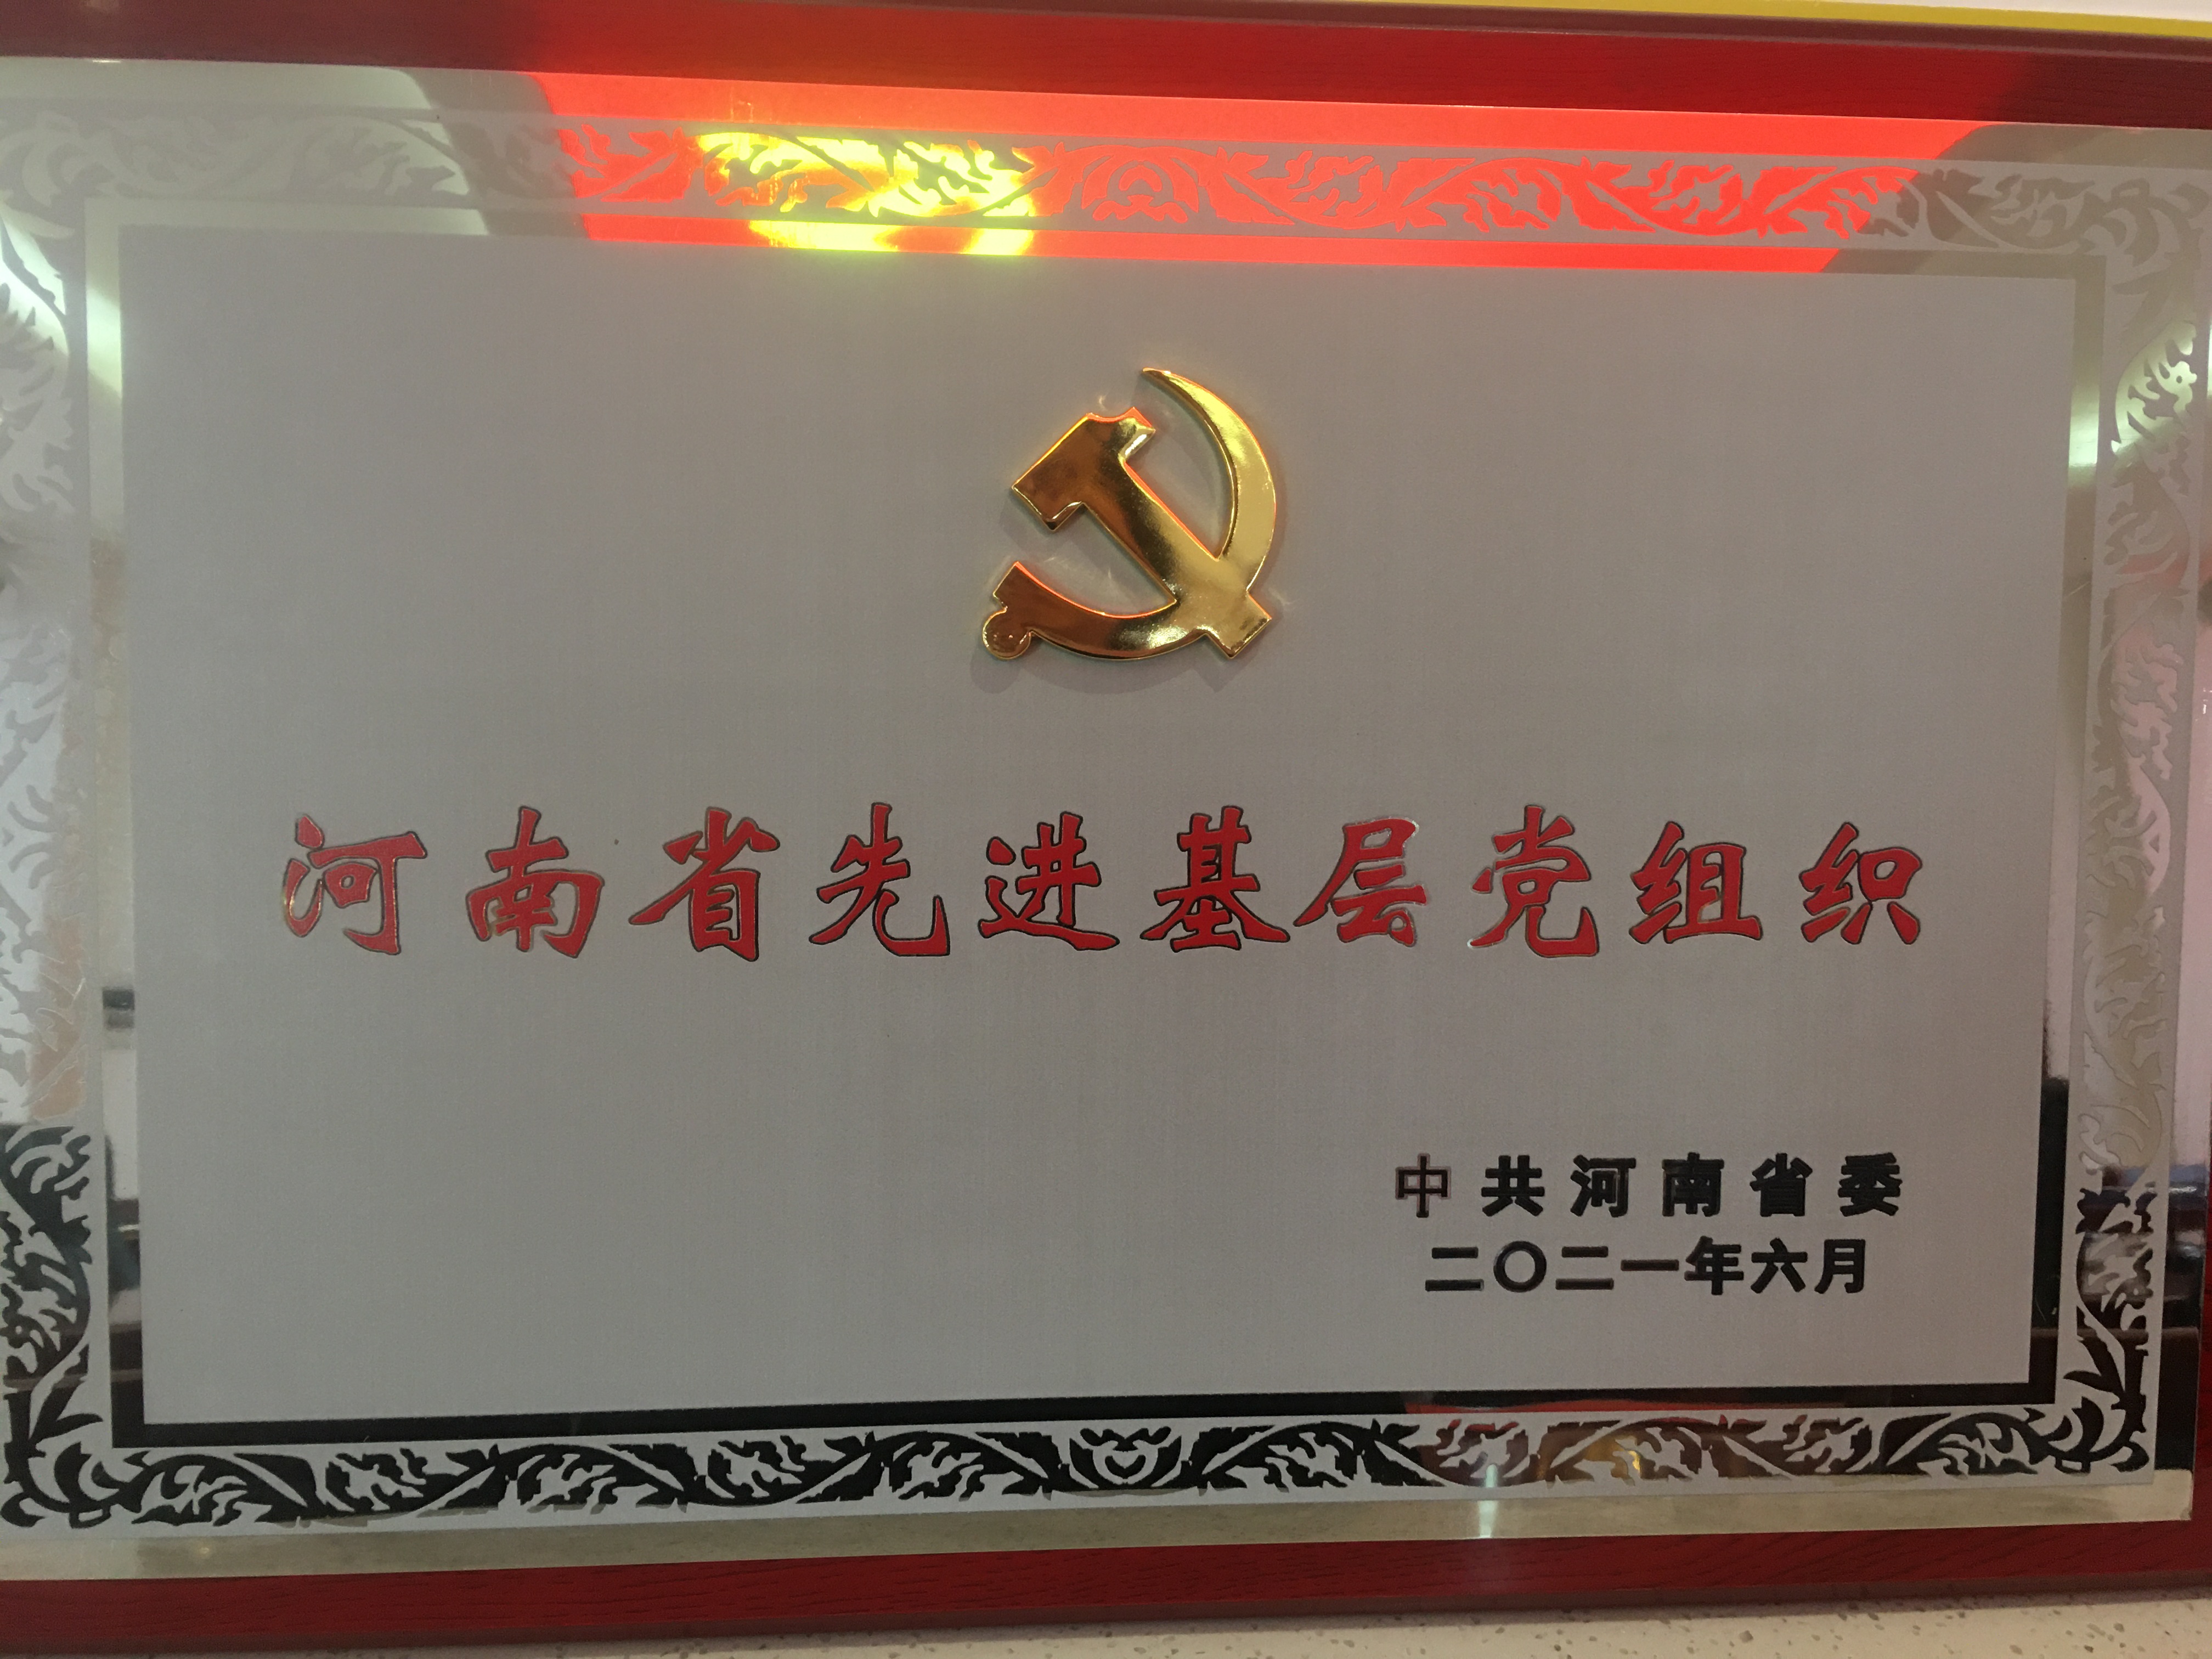 河南省先进基层党组织
中共河南省委
二〇二一年六月